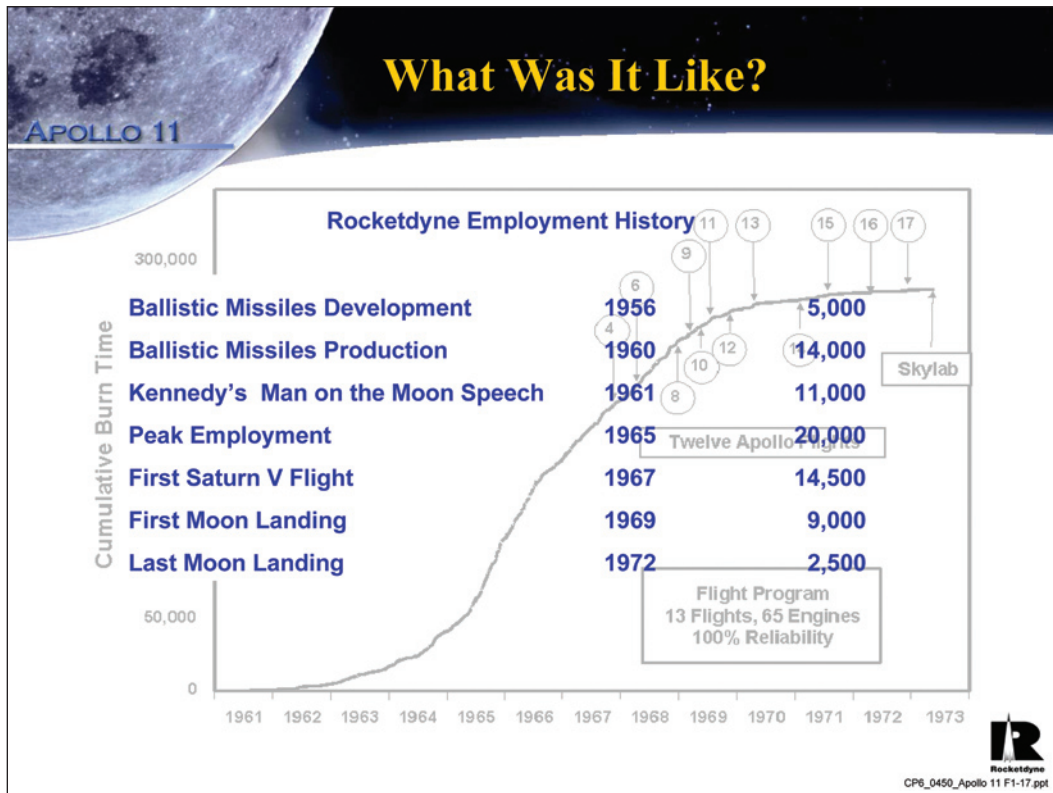 What Was It Like?
APOLLO 11
Rocketdyne Employment History
Ballistic Missiles Development 1956 5,000
Ballistic Missiles Production 1960 14,000
Kennedy's Man on the Moon Speech 1961 11,000
Peak Employment 1965 20,000
First Saturn V Flight 1967 14,500
First Moon Landing 1969 9,000
Last Moon Landing 1972 2,500
Cumulative Burn Time
300,000
50,000
0
11 13 15 16 17
9
6
4
12
10
8
Skylab
Twelve Apollo Flights
Flight Program
13 Flights, 65 Engines
100% Reliability
1961 1962 1963 1964 1965 1966 1967 1968 1969 1970 1971 1972 1973
R
Rocketdyne
CP6_0450_Apollo 11 F1-17.ppt